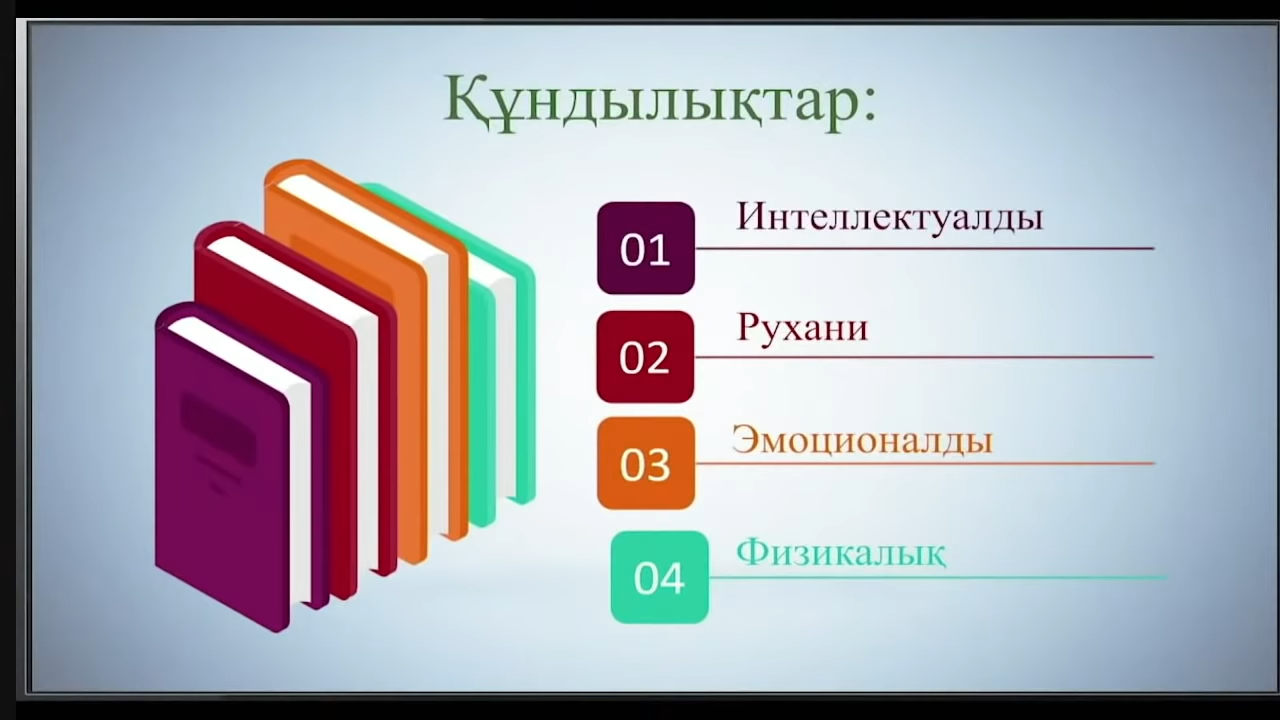 Құндылықтар:
01 Интеллектуалды
02 Рухани
03 Эмоционалды
04 Физикалық